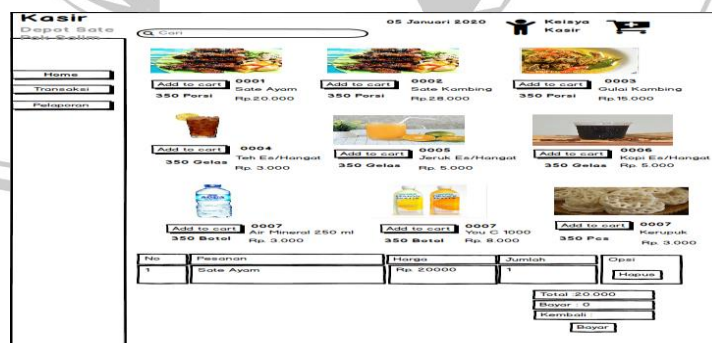 Kasir
Depot Sate
Pak Salim
Cari
05 Januari 2020
Keisya
Kasir
Home
Transaksi
Pelaporan
Add to cart 0001
Sate Ayam
350 Porsi
Rp.20.000
Add to cart 0002
Sate Kambing
350 Porsi
Rp.28.000
Add to cart 0003
Gulai Kambing
350 Porsi
Rp.15.000
Add to cart 0004
Teh Es/Hangat
350 Gelas
Rp. 3.000
Add to cart 0005
Jeruk Es/Hangat
350 Gelas
Rp. 5.000
Add to cart 0006
Kopi Es/Hangat
350 Gelas
Rp. 5.000
Add to cart 0007
Air Mineral 250 ml
350 Botol
Rp. 3.000
Add to cart 0007
You C 1000
350 Botol
Rp. 8.000
Add to cart 0007
Kerupuk
350 Pcs
Rp. 3.000
No Pesanan Harga Jumlah Opsi
1 Sate Ayam Rp. 20000 1 Hapus
Total :20.000
Bayar : 0
Kembali :
Bayar